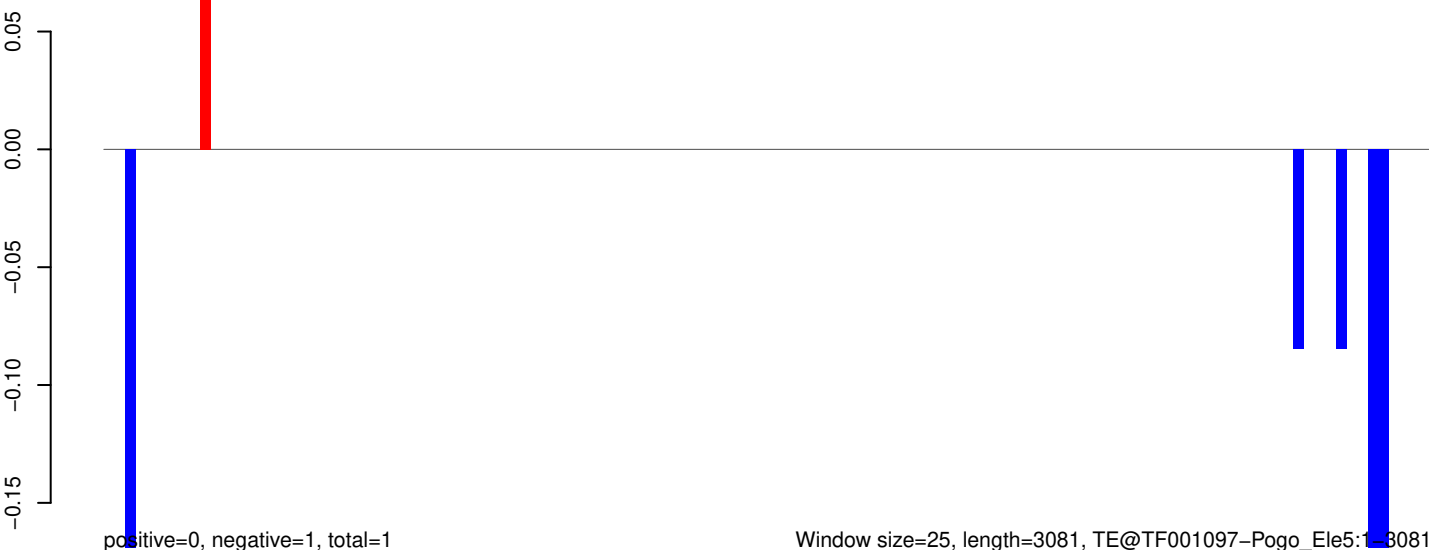 0.05
0.00
−0.05
−0.10
−0.15
positive=0, negative=1, total=1
Window size=25, length=3081, TE@TF001097−Pogo_Ele5:1−3081